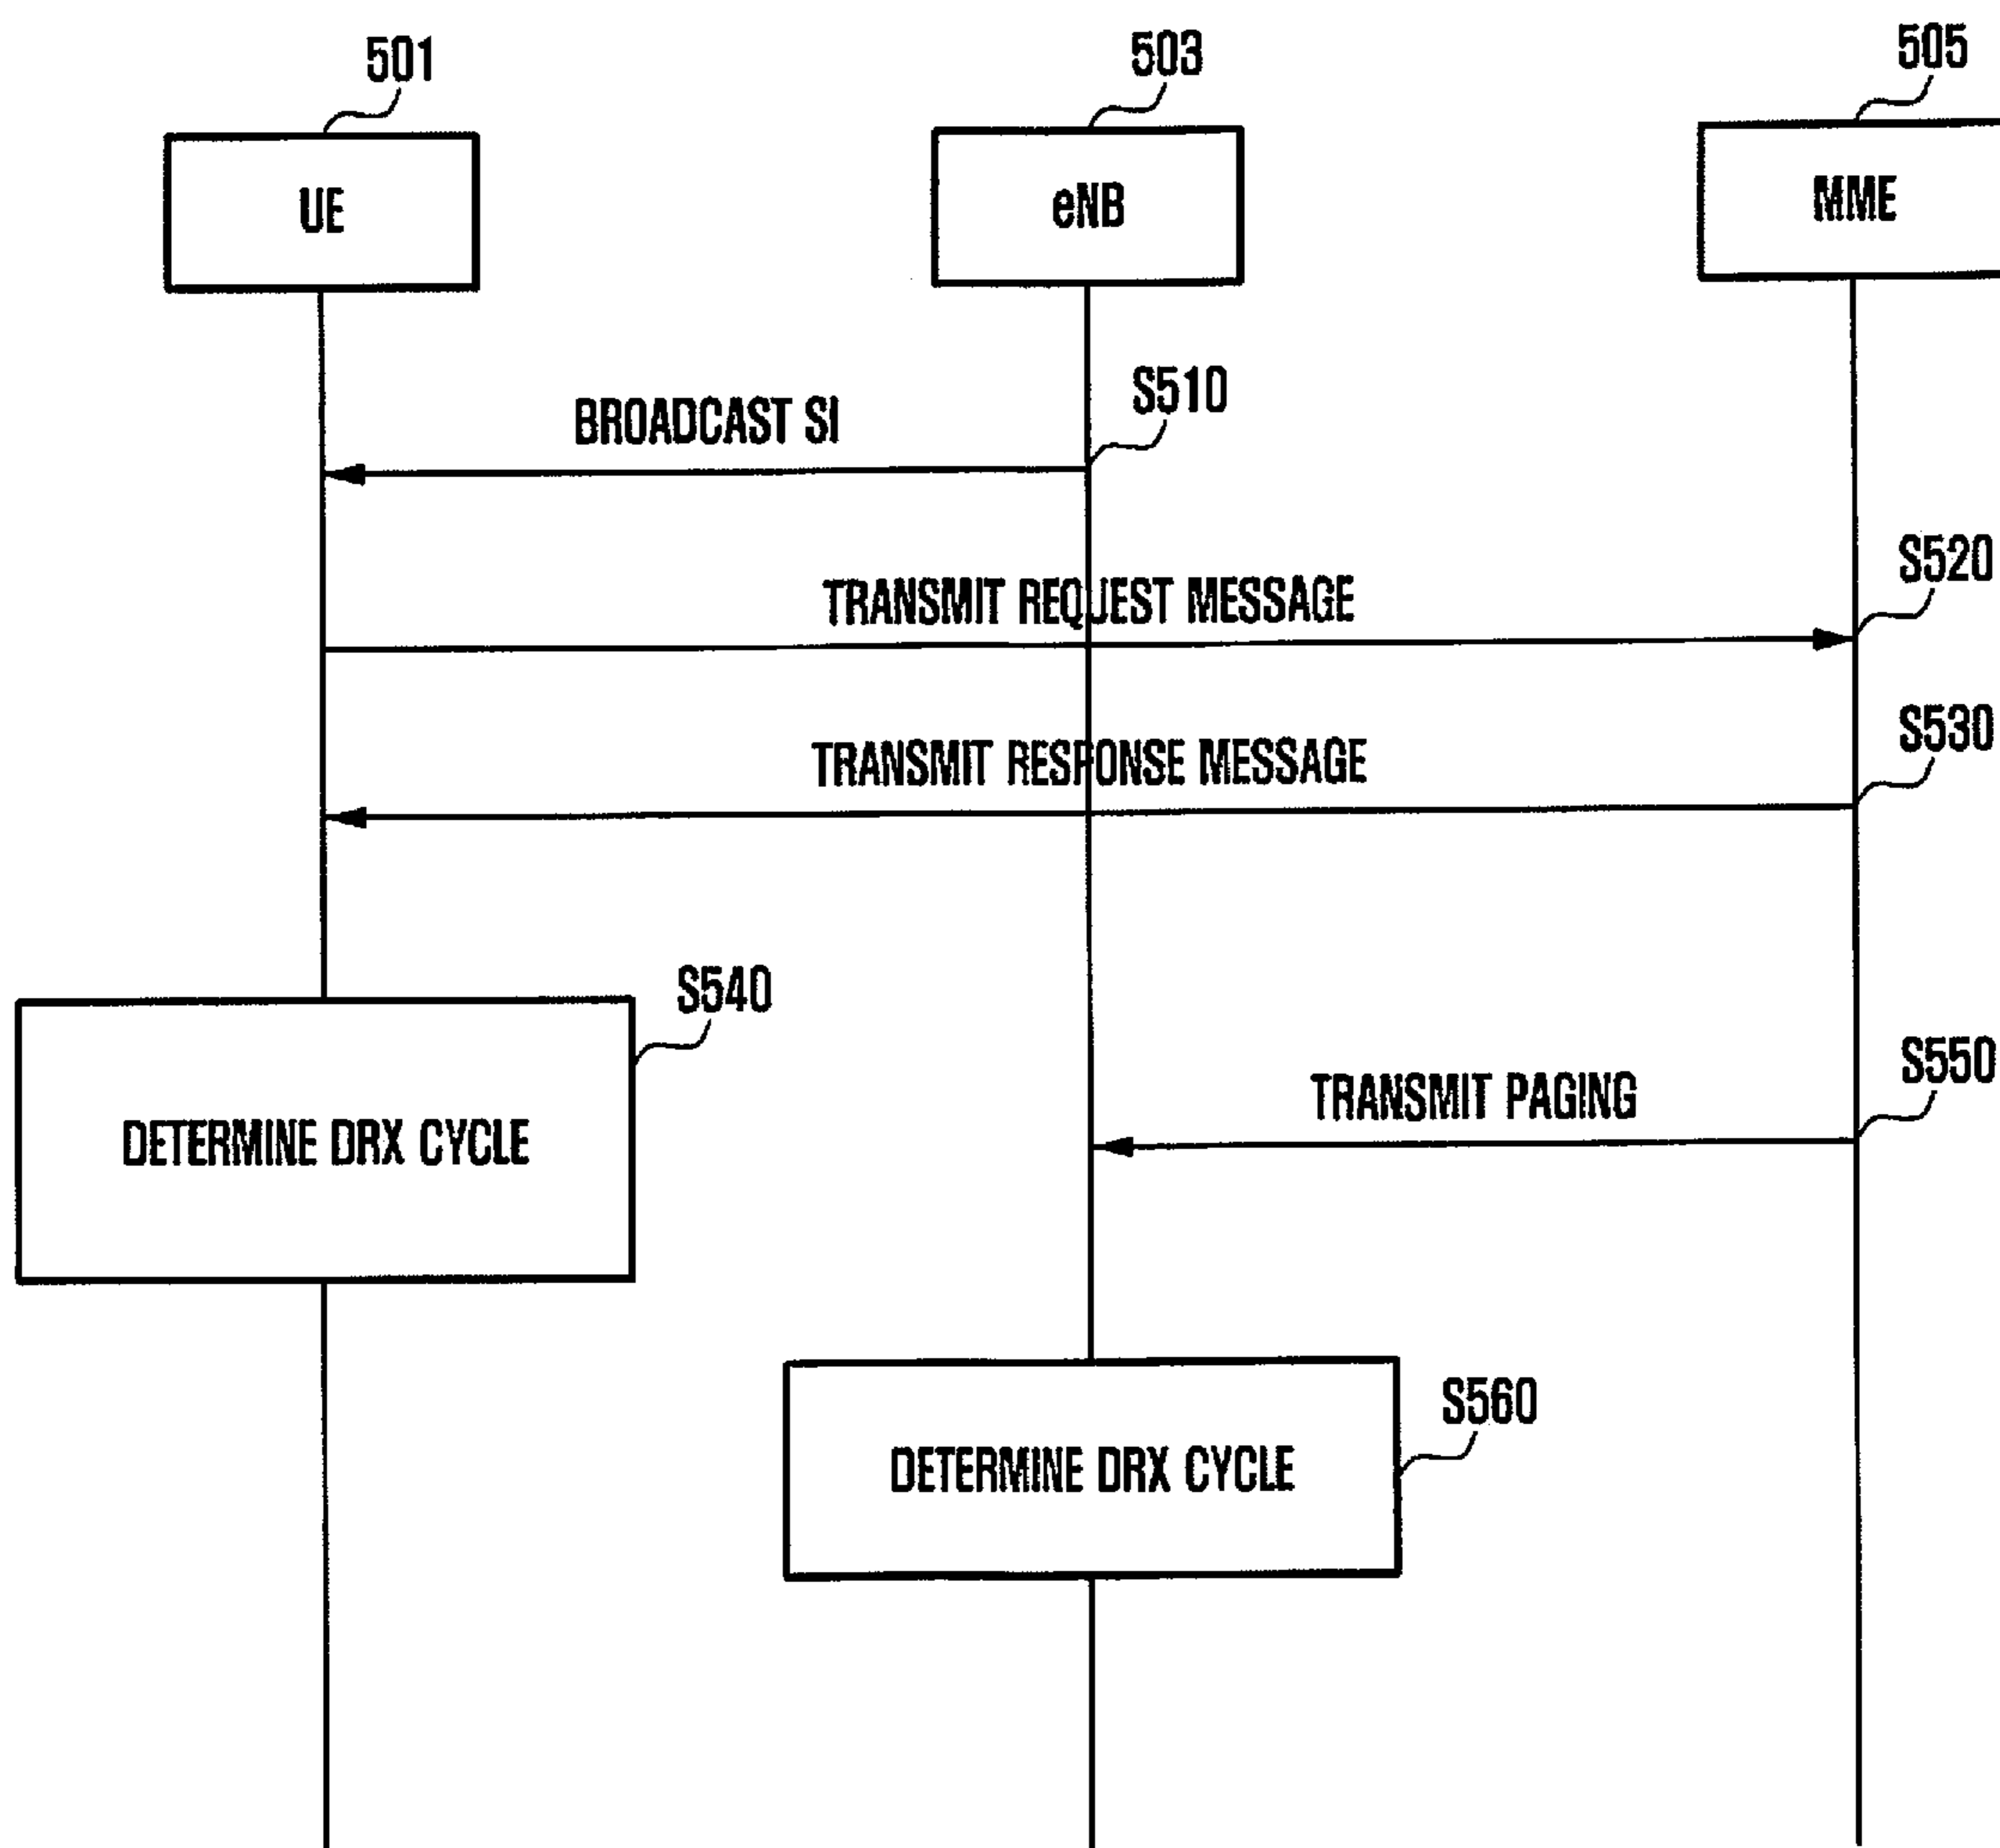 501
503
505
UE
eNB
MME
S510
BROADCAST SI
S520
TRANSMIT REQUEST MESSAGE
S530
TRANSMIT RESPONSE MESSAGE
S540
DETERMINE DRX CYCLE
S550
TRANSMIT PAGING
S560
DETERMINE DRX CYCLE